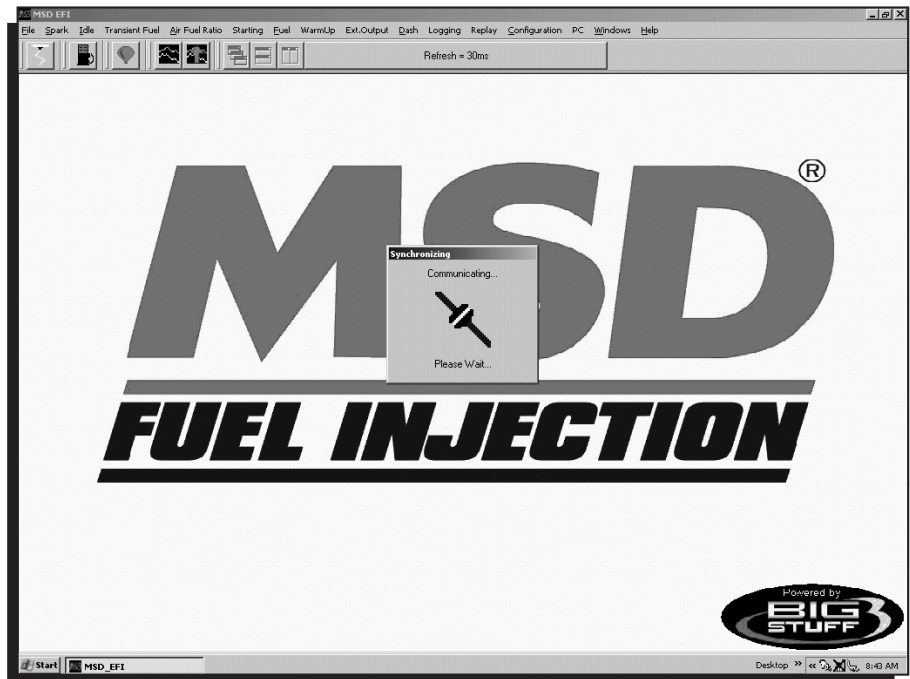 MSD EFI
File Spark Idle Transient Fuel Air Fuel Ratio Starting Fuel WarmUp Ext.Output Dash Logging Replay Configuration PC Windows Help
Refresh = 30ms
MSD®
FUEL INJECTION
Synchronizing
Communicating...
Please Wait...
Powered by
BIG
STUFF
3
Start MSD_EFI Desktop » « 8:43 AM